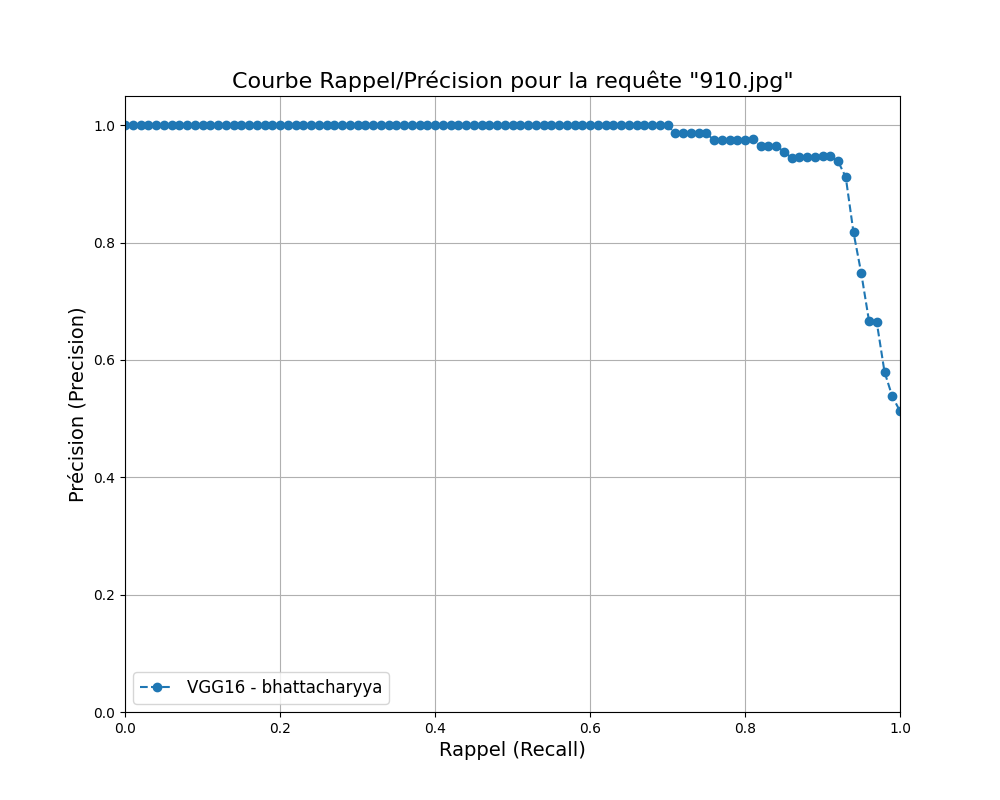 Courbe Rappel/Précision pour la requête "910.jpg"
1.0
0.8
0.6
0.4
0.2
0.0
Précision (Precision)
VGG16 - bhattacharyya
0.0 0.2 0.4 0.6 0.8 1.0
Rappel (Recall)